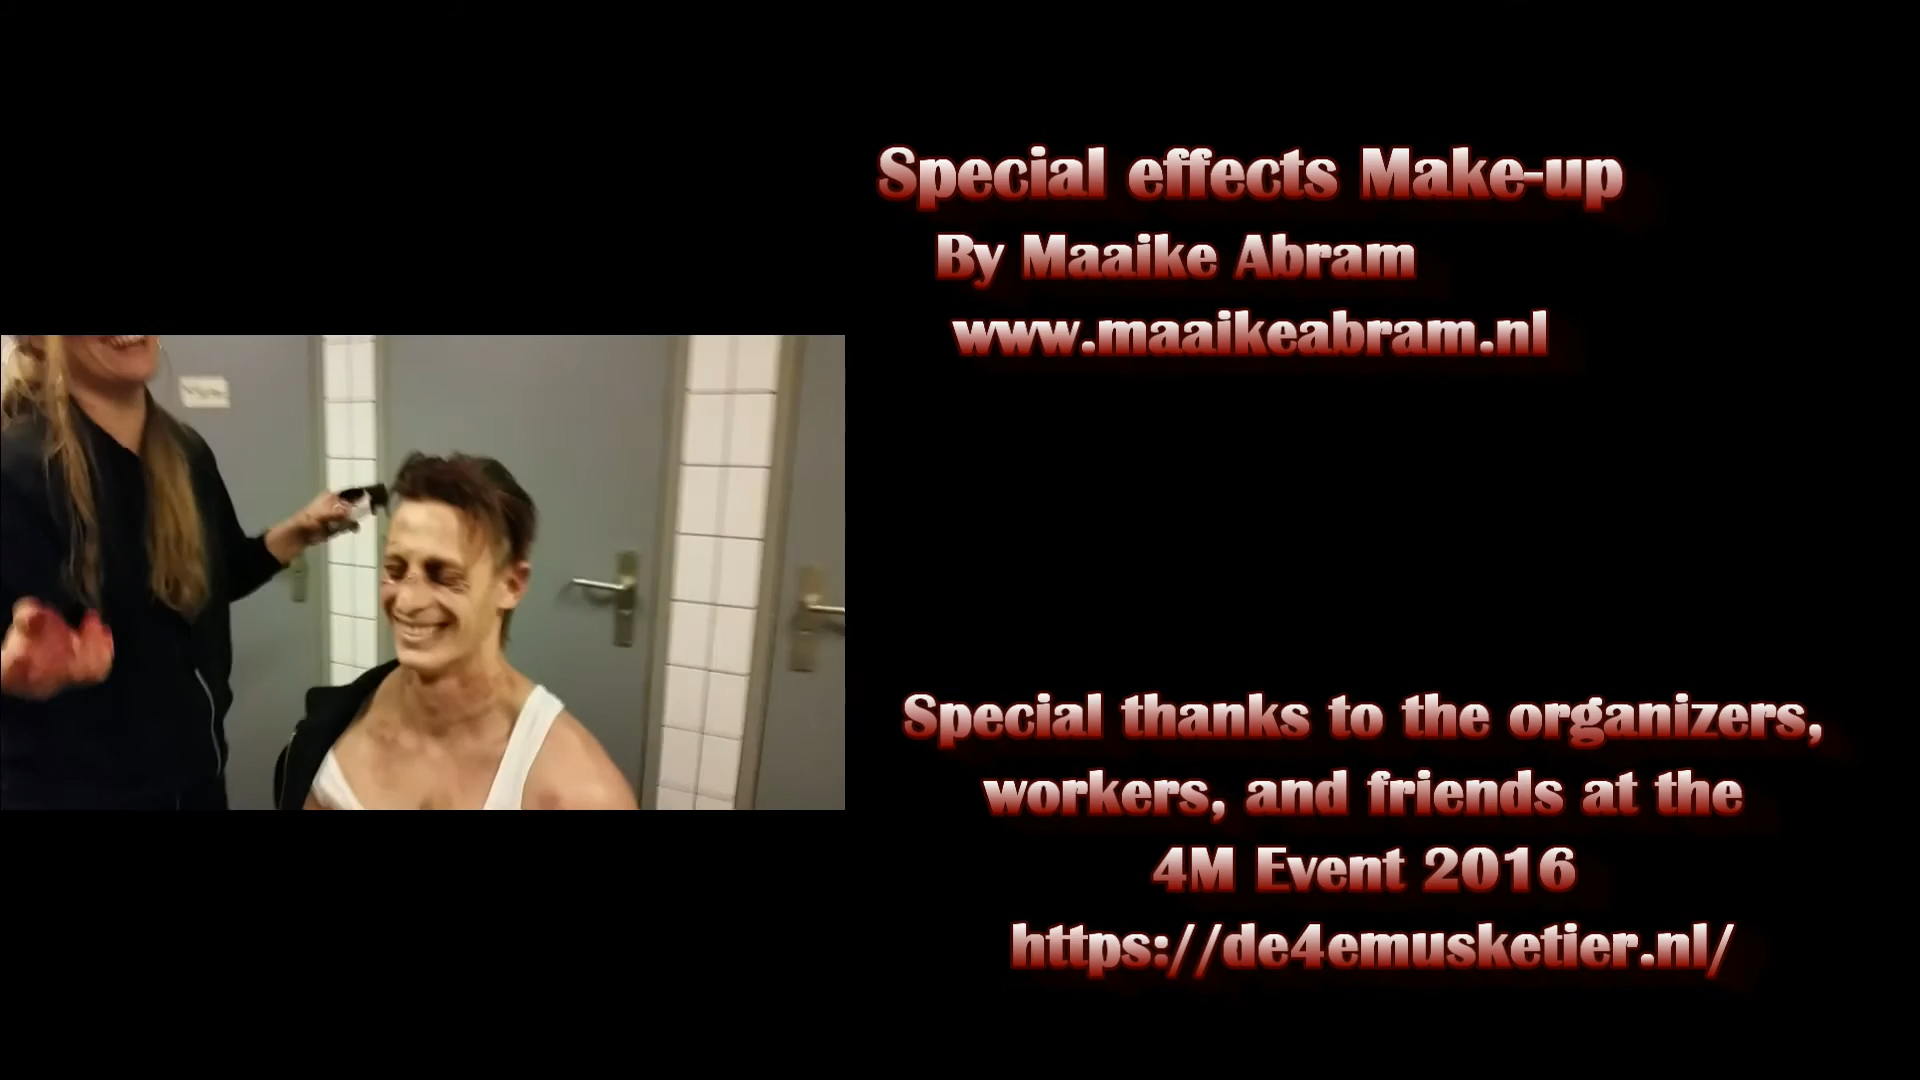 Special effects Make-up
By Maaike Abram
www.maaikeabram.nl
Special thanks to the organizers,
workers, and friends at the
4M Event 2016
https://de4emusketier.nl/